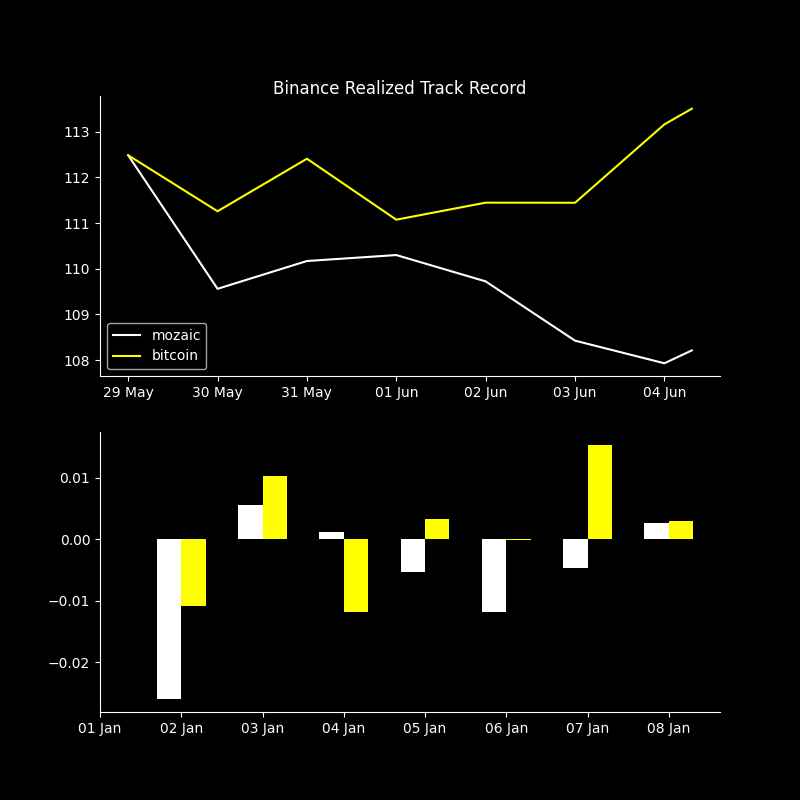 Binance Realized Track Record
113
112
111
110
109
108
mozaic
bitcoin
29 May 30 May 31 May 01 Jun 02 Jun 03 Jun 04 Jun
0.01
0.00
−0.01
−0.02
01 Jan 02 Jan 03 Jan 04 Jan 05 Jan 06 Jan 07 Jan 08 Jan